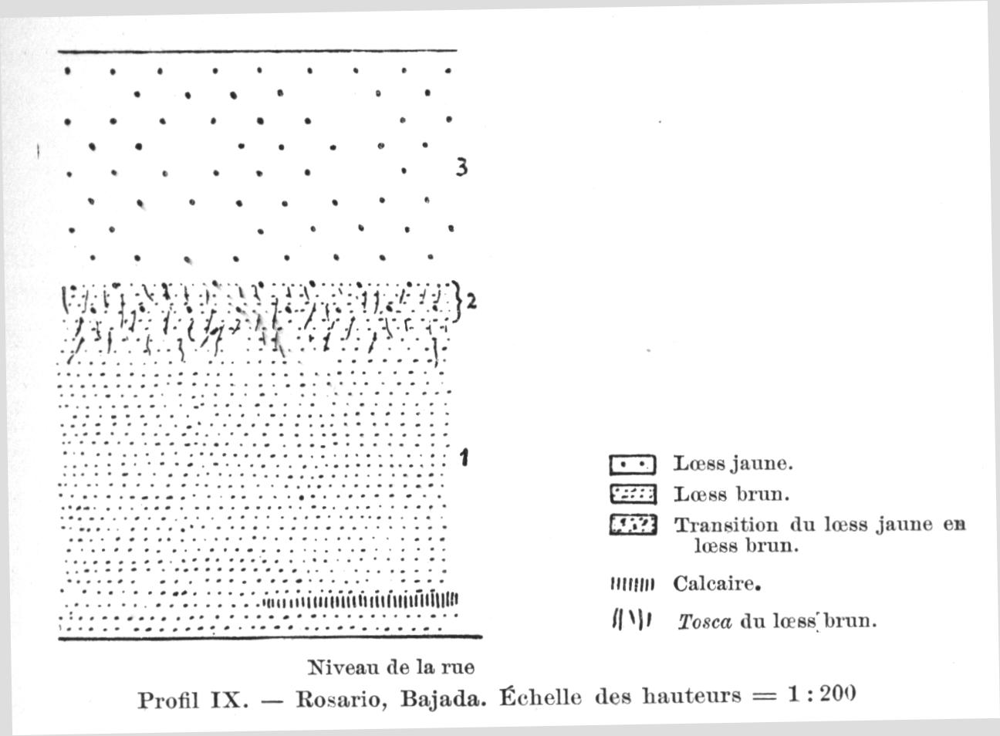 3
2
1
Lœss jaune.
Lœss brun.
Transition du lœss jaune en
lœss brun.
Calcaire.
Tosca du lœss brun.
Niveau de la rue
Profil IX. — Rosario, Bajada. Échelle des hauteurs = 1 : 200